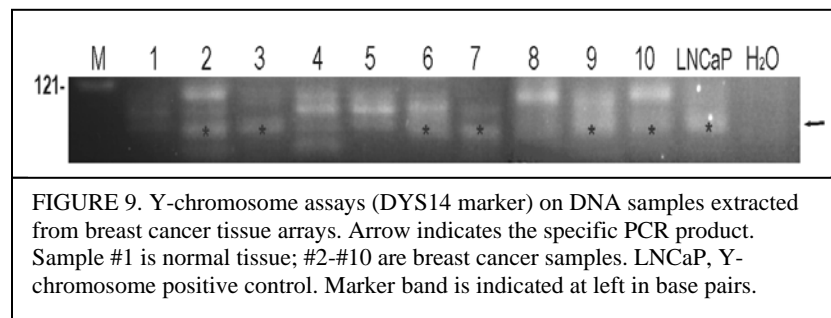 M 1 2 3 4 5 6 7 8 9 10 LNCaP H₂O
121-
* * * * * * *
FIGURE 9. Y-chromosome assays (DYS14 marker) on DNA samples extracted
from breast cancer tissue arrays. Arrow indicates the specific PCR product.
Sample #1 is normal tissue; #2-#10 are breast cancer samples. LNCaP, Y-
chromosome positive control. Marker band is indicated at left in base pairs.